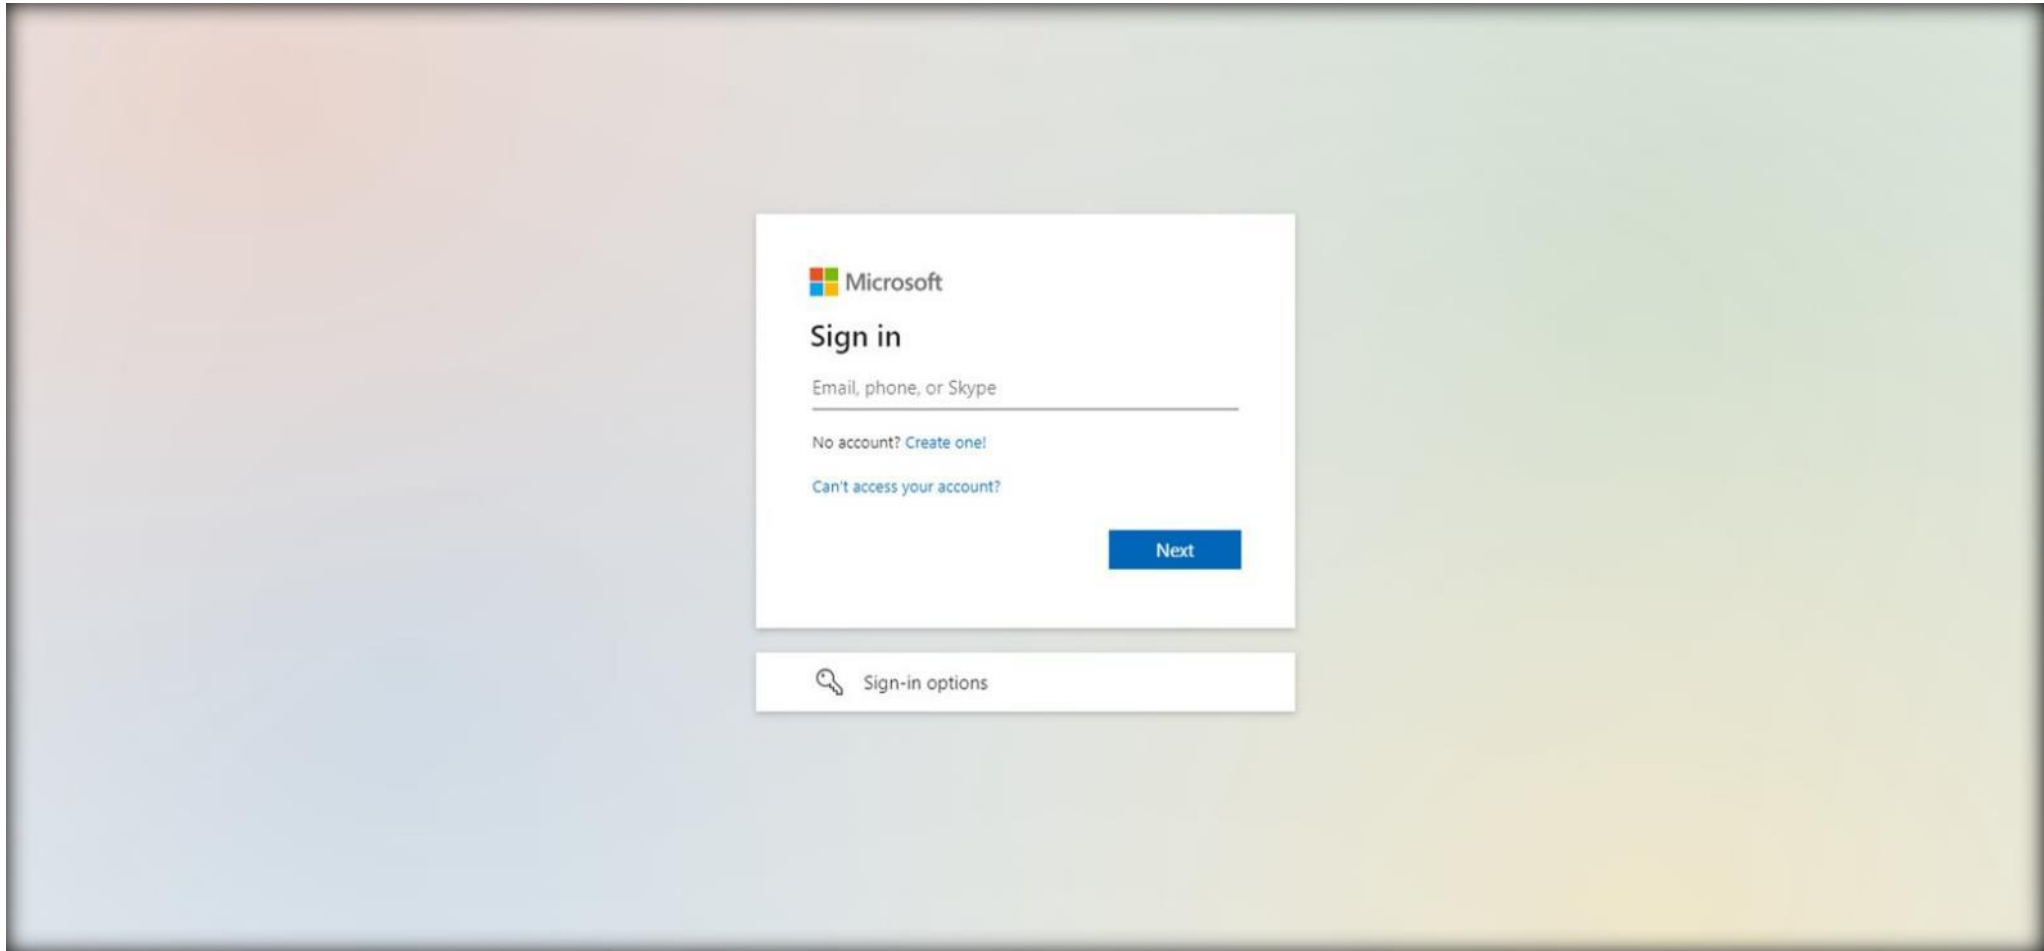 Microsoft
Sign in
Email, phone, or Skype
No account? Create one!
Can't access your account?
Next
Sign-in options